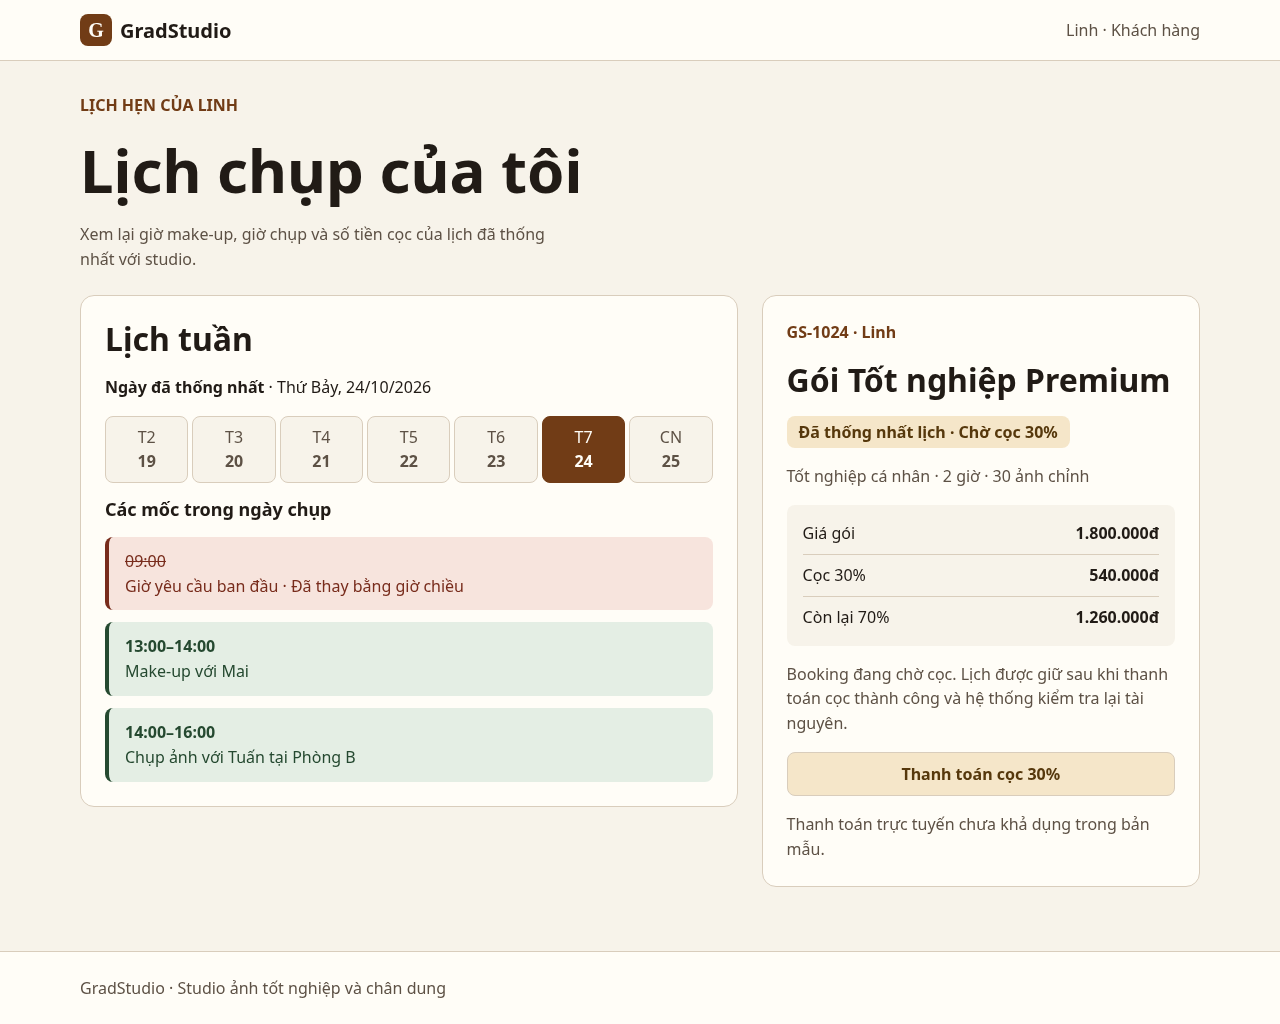 G GradStudio
Linh · Khách hàng
LỊCH HẸN CỦA LINH
Lịch chụp của tôi
Xem lại giờ make-up, giờ chụp và số tiền cọc của lịch đã thống
nhất với studio.
Lịch tuần
Ngày đã thống nhất · Thứ Bảy, 24/10/2026
T2 T3 T4 T5 T6 T7 CN
19 20 21 22 23 24 25
Các mốc trong ngày chụp
09:00
Giờ yêu cầu ban đầu · Đã thay bằng giờ chiều
13:00–14:00
Make-up với Mai
14:00–16:00
Chụp ảnh với Tuấn tại Phòng B
GS-1024 · Linh
Gói Tốt nghiệp Premium
Đã thống nhất lịch · Chờ cọc 30%
Tốt nghiệp cá nhân · 2 giờ · 30 ảnh chỉnh
Giá gói 1.800.000đ
Cọc 30% 540.000đ
Còn lại 70% 1.260.000đ
Booking đang chờ cọc. Lịch được giữ sau khi thanh
toán cọc thành công và hệ thống kiểm tra lại tài
nguyên.
Thanh toán cọc 30%
Thanh toán trực tuyến chưa khả dụng trong bản
mẫu.
GradStudio · Studio ảnh tốt nghiệp và chân dung